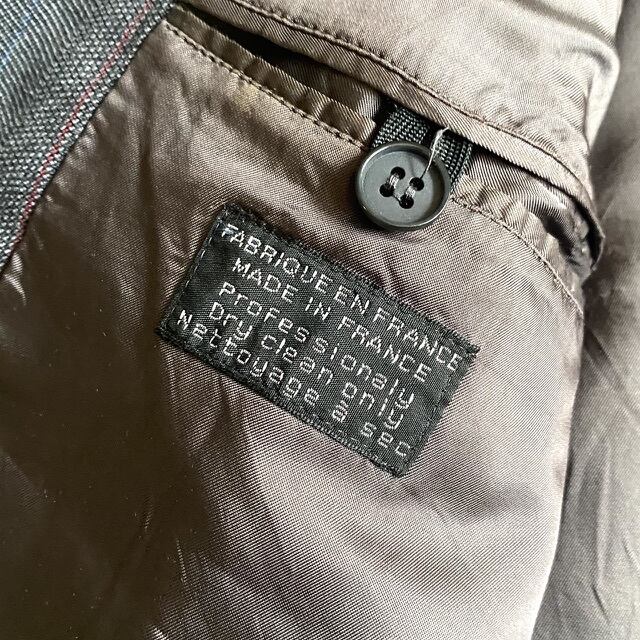 FABRIQUE EN FRANCE
MADE IN FRANCE
Professionaly
Dry clean only
Nettoyage à sec